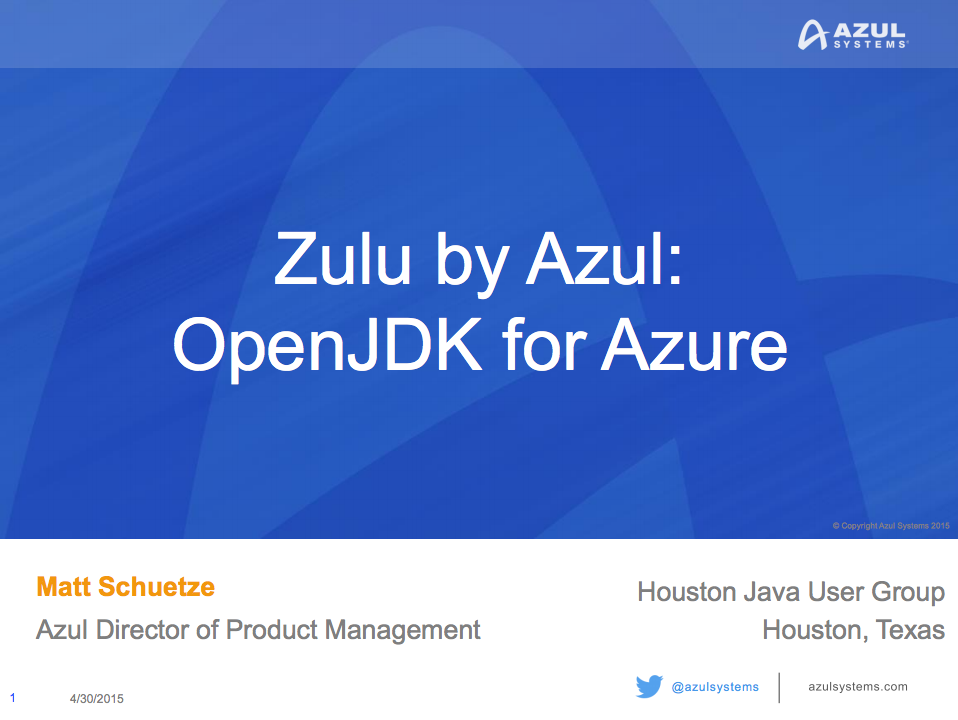 AZUL
SYSTEMS
Zulu by Azul:
OpenJDK for Azure
© Copyright Azul Systems 2015
Matt Schuetze
Azul Director of Product Management
Houston Java User Group
Houston, Texas
1
4/30/2015
@azulsystems
azulsystems.com